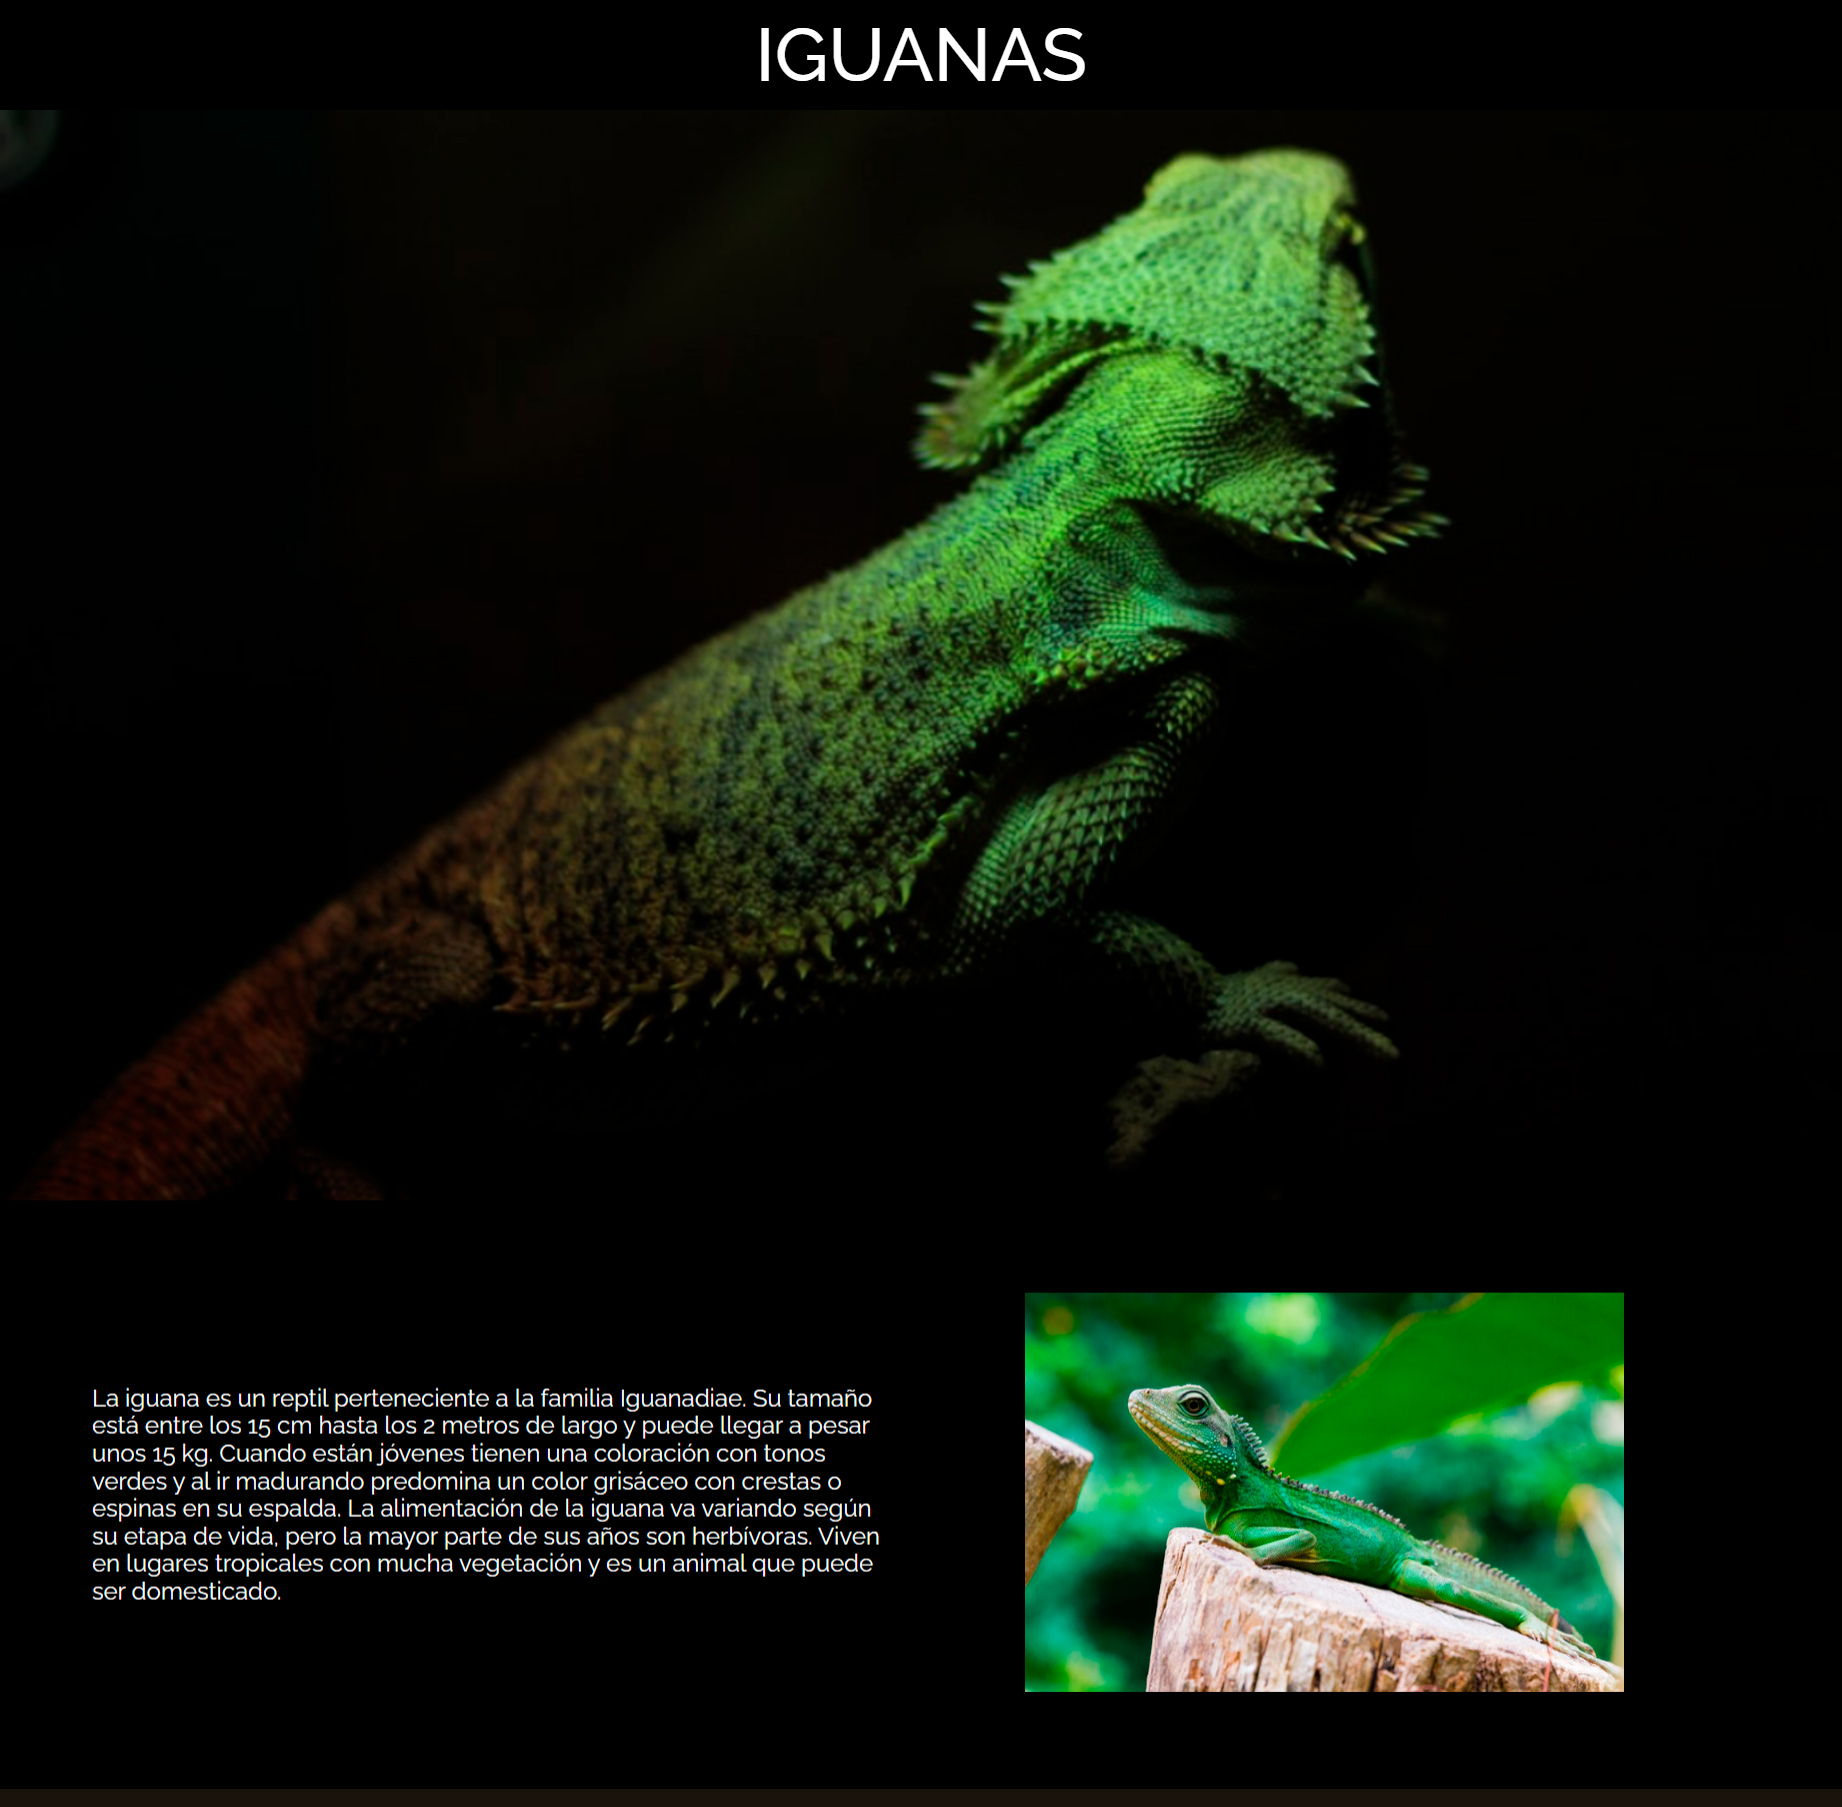 IGUANAS
La iguana es un reptil perteneciente a la familia Iguanadiae. Su tamaño
está entre los 15 cm hasta los 2 metros de largo y puede llegar a pesar
unos 15 kg. Cuando están jóvenes tienen una coloración con tonos
verdes y al ir madurando predomina un color grisáceo con crestas o
espinas en su espalda. La alimentación de la iguana va variando según
su etapa de vida, pero la mayor parte de sus años son herbívoras. Viven
en lugares tropicales con mucha vegetación y es un animal que puede
ser domesticado.